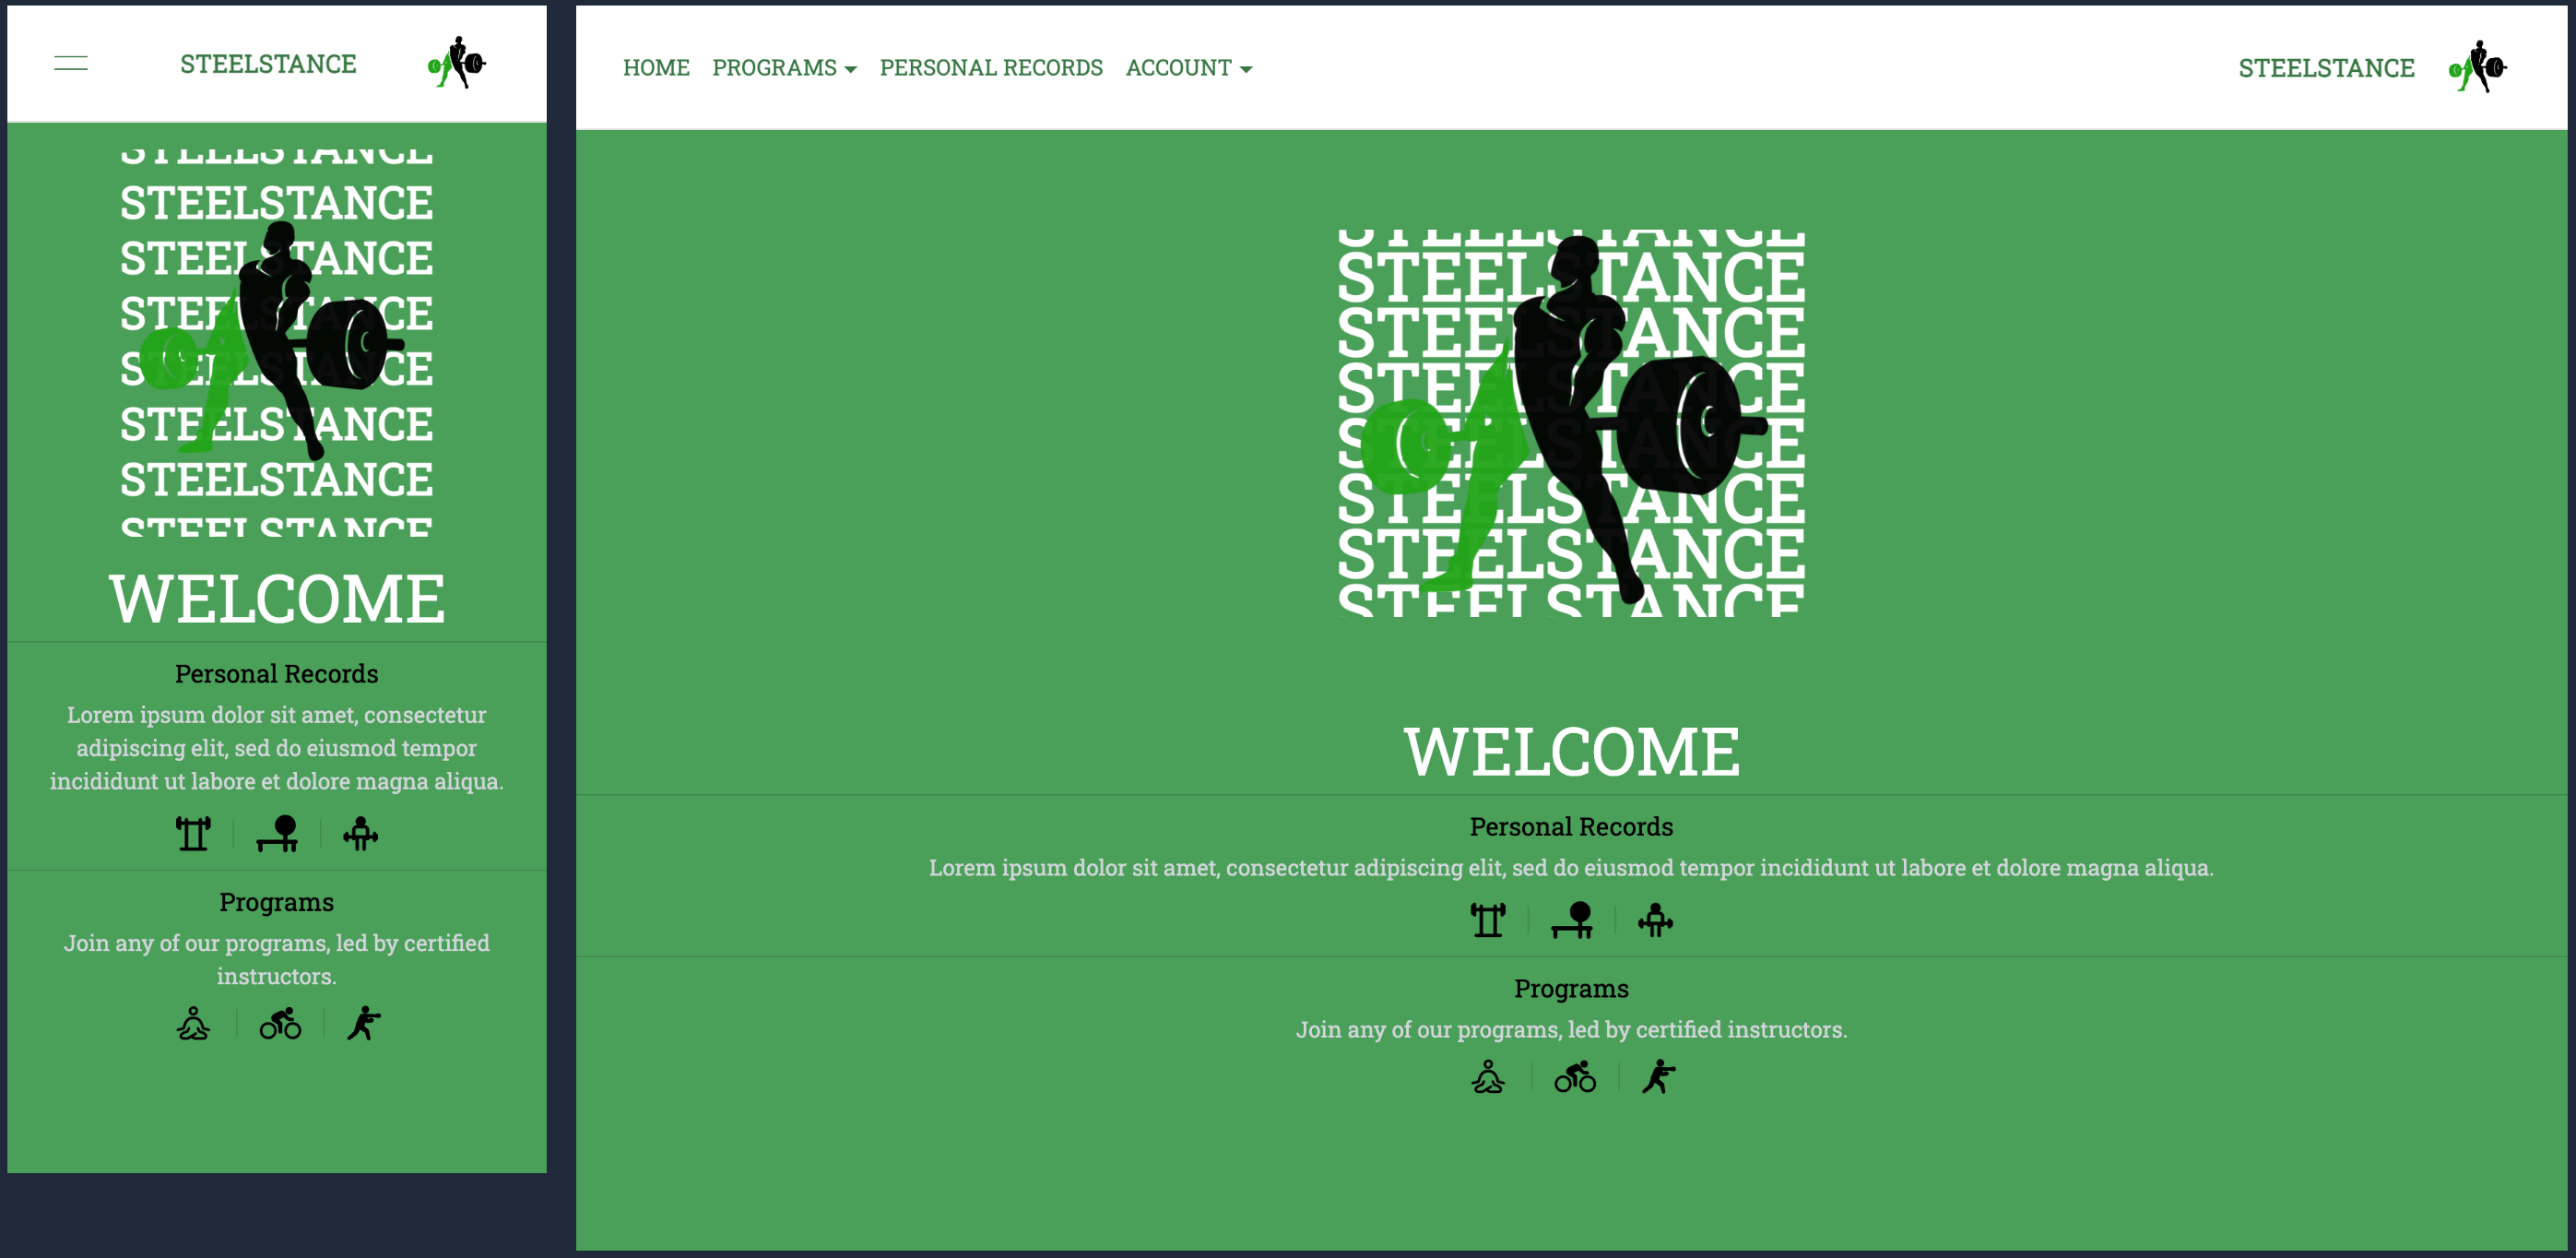 STEELSTANCE
STEELSTANCE
STEELSTANCE
STEELSTANCE
STEELSTANCE
STEELSTANCE
STEELSTANCE
STEELSTANCE
STEELSTANCE
WELCOME
Personal Records
Lorem ipsum dolor sit amet, consectetur
adipiscing elit, sed do eiusmod tempor
incididunt ut labore et dolore magna aliqua.
Programs
Join any of our programs, led by certified
instructors.
HOME PROGRAMS PERSONAL RECORDS ACCOUNT STEELSTANCE
STEELSTANCE
STEELSTANCE
STEELSTANCE
STEELSTANCE
STEELSTANCE
STEELSTANCE
STEELSTANCE
STEELSTANCE
WELCOME
Personal Records
Lorem ipsum dolor sit amet, consectetur adipiscing elit, sed do eiusmod tempor incididunt ut labore et dolore magna aliqua.
Programs
Join any of our programs, led by certified instructors.